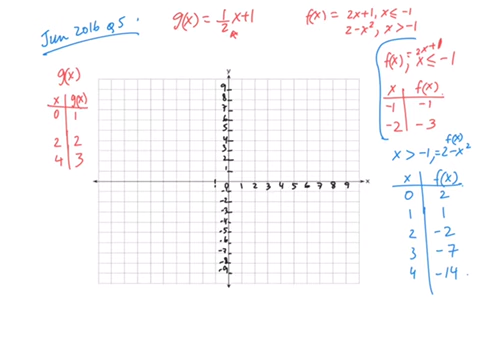 Jun 2016 Q5.
g(x) = 1/2 x+1
f(x) = 2x+1, x ≤ -1
2-x², x > -1
g(x)
x | g(x)
0 | 1
2 | 2
4 | 3
y
9
8
7
6
5
4
3
2
1
-1 0 1 2 3 4 5 6 7 8 9 x
-1
-2
-3
-4
-5
-6
-7
-8
-9
f(x), =2x+1
x ≤ -1
x | f(x)
-1 | -1
-2 | -3
f(x)
x > -1, = 2-x²
x | f(x)
0 | 2
1 | 1
2 | -2
3 | -7
4 | -14